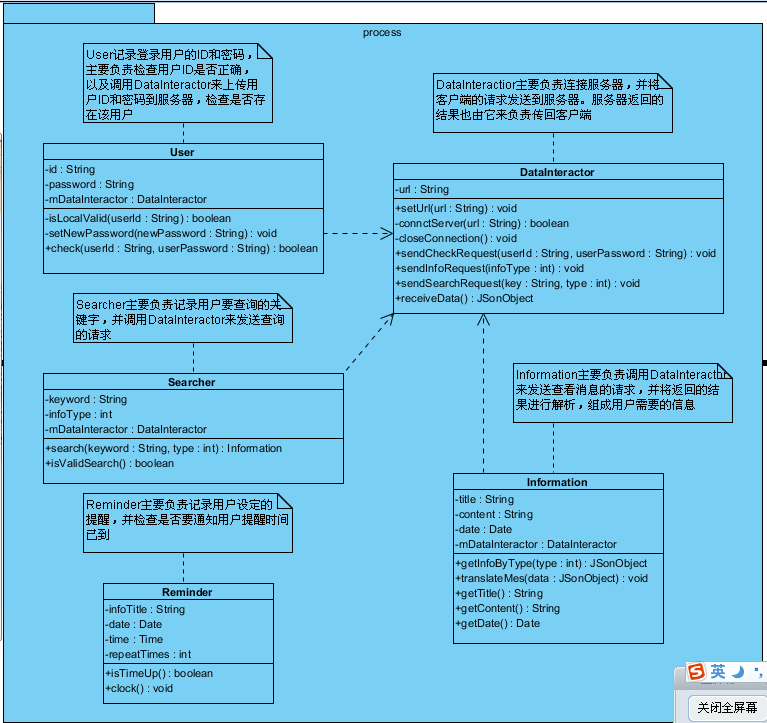 process
User记录登录用户的ID和密码，
主要负责检查用户ID是否正确，
以及调用DataInteractor来上传用
户ID和密码到服务器，检查是否存
在该用户
DataInteractior主要负责连接服务器，并将
客户端的请求发送到服务器。服务器返回的
结果也由它来负责传回客户端
User
-id : String
-password : String
-mDataInteractor : DataInteractor
-isLocalValid(userId : String) : boolean
-setNewPassword(newPassword : String) : void
+check(userId : String, userPassword : String) : boolean
DataInteractor
-url : String
+setUrl(url : String) : void
-connctServer(url : String) : boolean
-closeConnection() : void
+sendCheckRequest(userId : String, userPassword : String) : void
+sendInfoRequest(infoType : int) : void
+sendSearchRequest(key : String, type : int) : void
+receiveData() : JSonObject
Searcher主要负责记录用户要查询的关
键字，并调用DataInteractor来发送查询
的请求
Searcher
-keyword : String
-infoType : int
-mDataInteractor : DataInteractor
+search(keyword : String, type : int) : Information
+isValidSearch() : boolean
Information主要负责调用DataInteractor
来发送查看消息的请求，并将返回的结
果进行解析，组成用户需要的信息
Information
-title : String
-content : String
-date : Date
-mDataInteractor : DataInteractor
+getInfoByType(type : int) : JSonObject
+translateMes(data : JSonObject) : void
+getTitle() : String
+getContent() : String
+getDate() : Date
Reminder主要负责记录用户设定的
提醒，并检查是否要通知用户提醒时间
已到
Reminder
-infoTitle : String
-date : Date
-time : Time
-repeatTimes : int
+isTimeUp() : boolean
+clock() : void
S英
关闭全屏幕